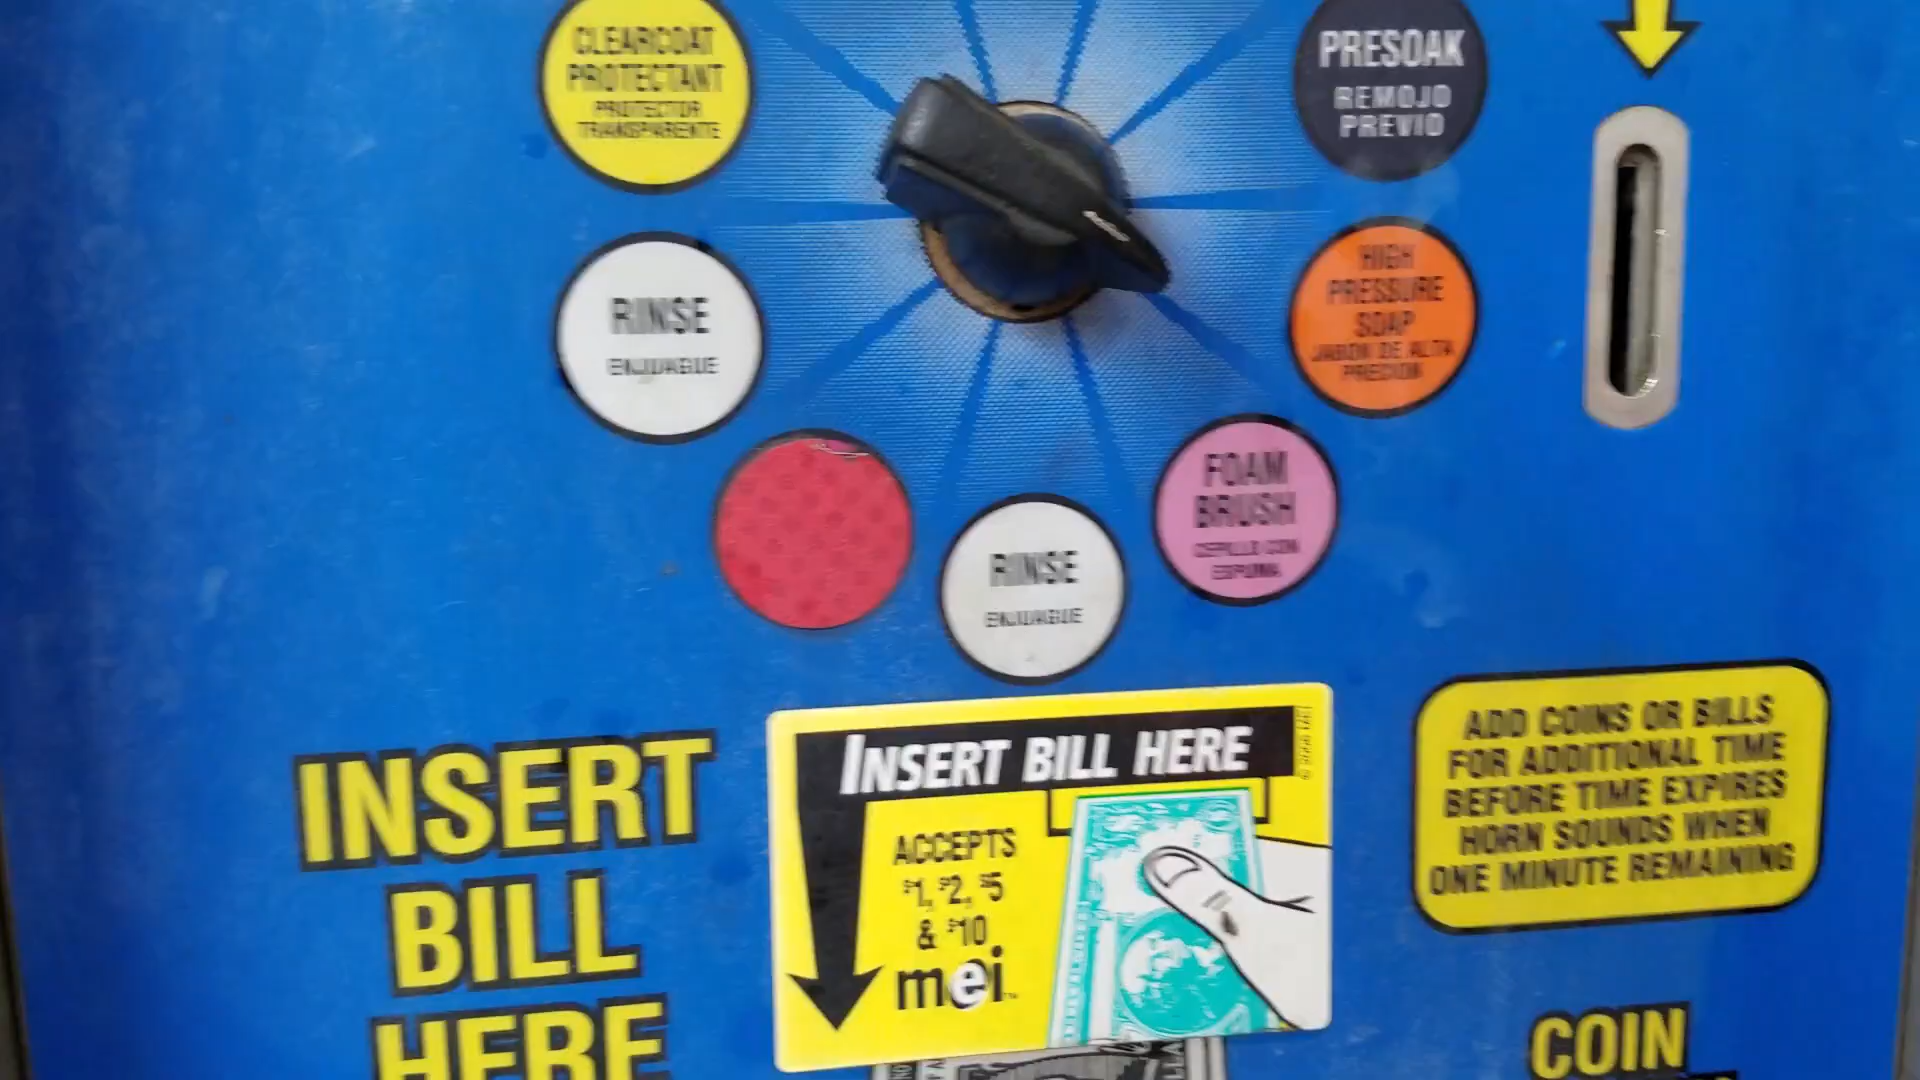 CLEARCOAT
PROTECTANT
PROTECTOR
TRANSPARENTE
PRESOAK
REMOJO
PREVIO
RINSE
ENJUAGUE
HIGH
PRESSURE
SOAP
JABON DE ALTA
PRECION
FOAM
BRUSH
CEPILLO CON
ESPUMA
RINSE
ENJUAGUE
INSERT
BILL
HERE
INSERT BILL HERE
ACCEPTS
$1, $2, $5
& $10
mei™
ADD COINS OR BILLS
FOR ADDITIONAL TIME
BEFORE TIME EXPIRES
HORN SOUNDS WHEN
ONE MINUTE REMAINING
COIN